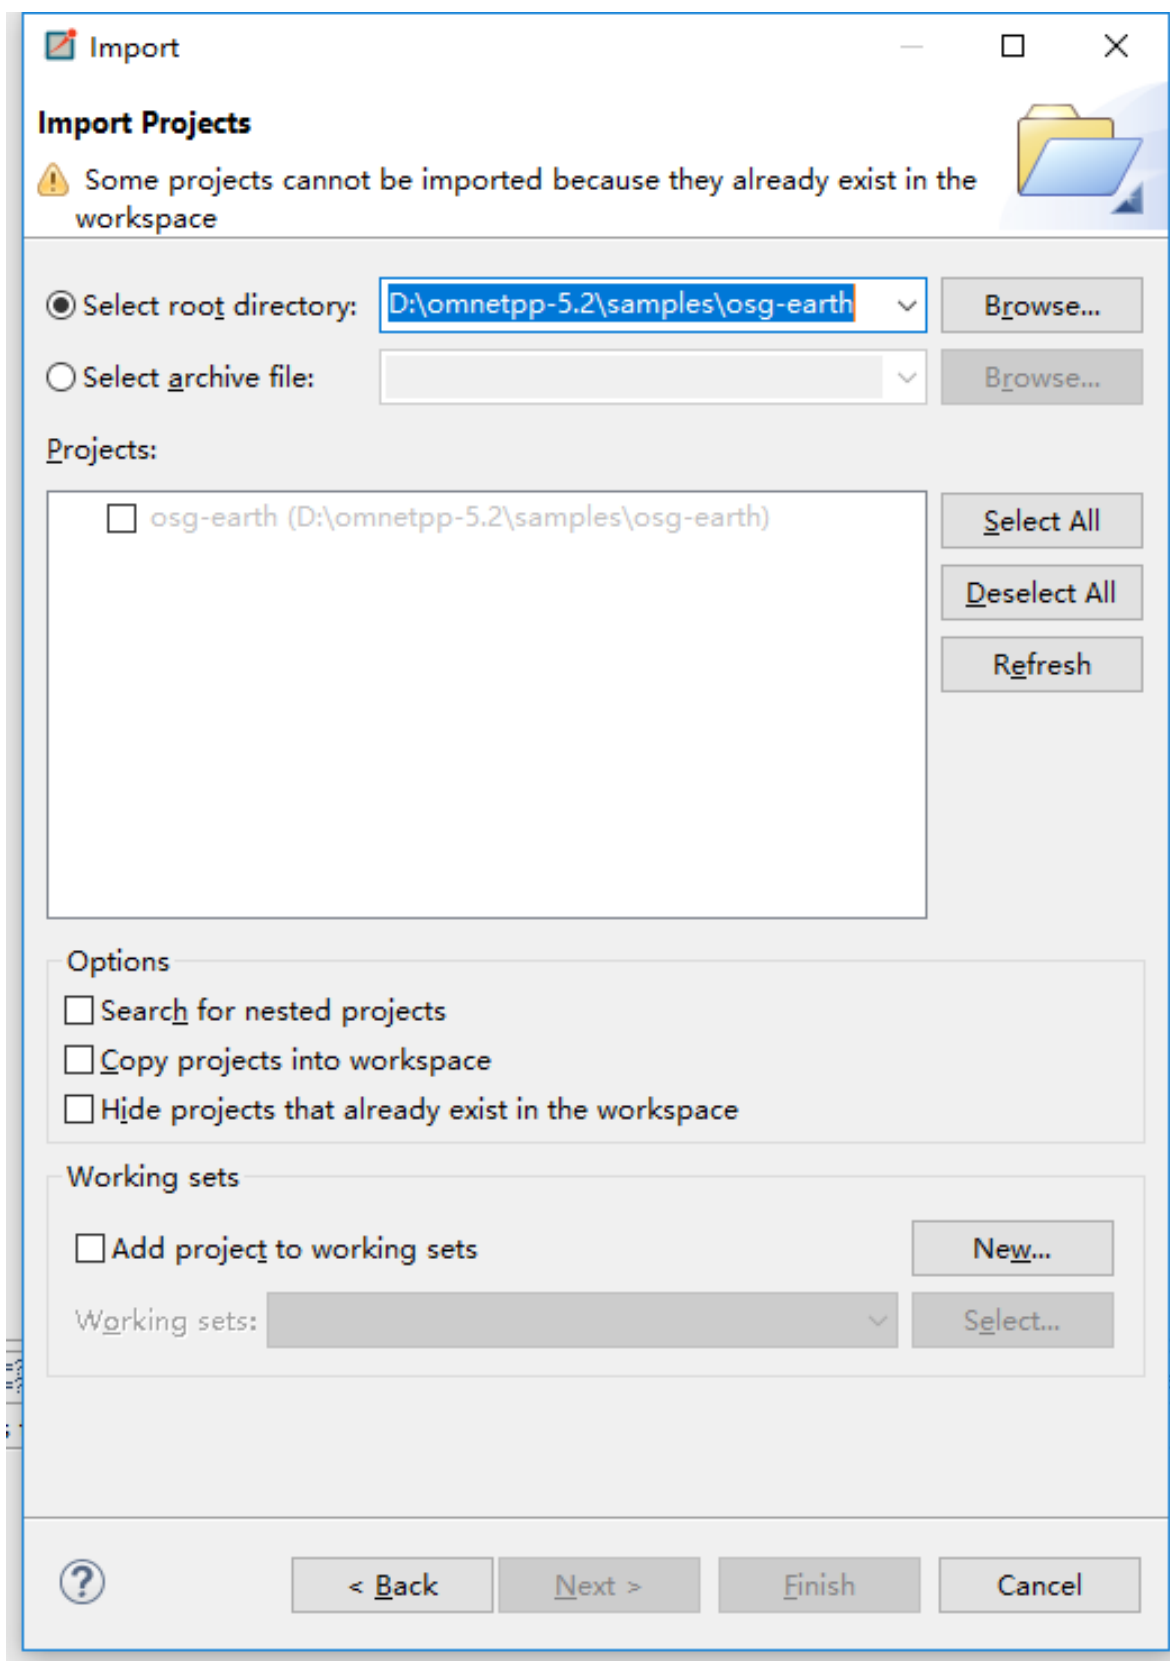 Import
Import Projects
Some projects cannot be imported because they already exist in the
workspace
Select root directory: D:\omnetpp-5.2\samples\osg-earth Browse...
Select archive file: Browse...
Projects:
osg-earth (D:\omnetpp-5.2\samples\osg-earth)
Select All
Deselect All
Refresh
Options
Search for nested projects
Copy projects into workspace
Hide projects that already exist in the workspace
Working sets
Add project to working sets New...
Working sets: Select...
? < Back Next > Finish Cancel